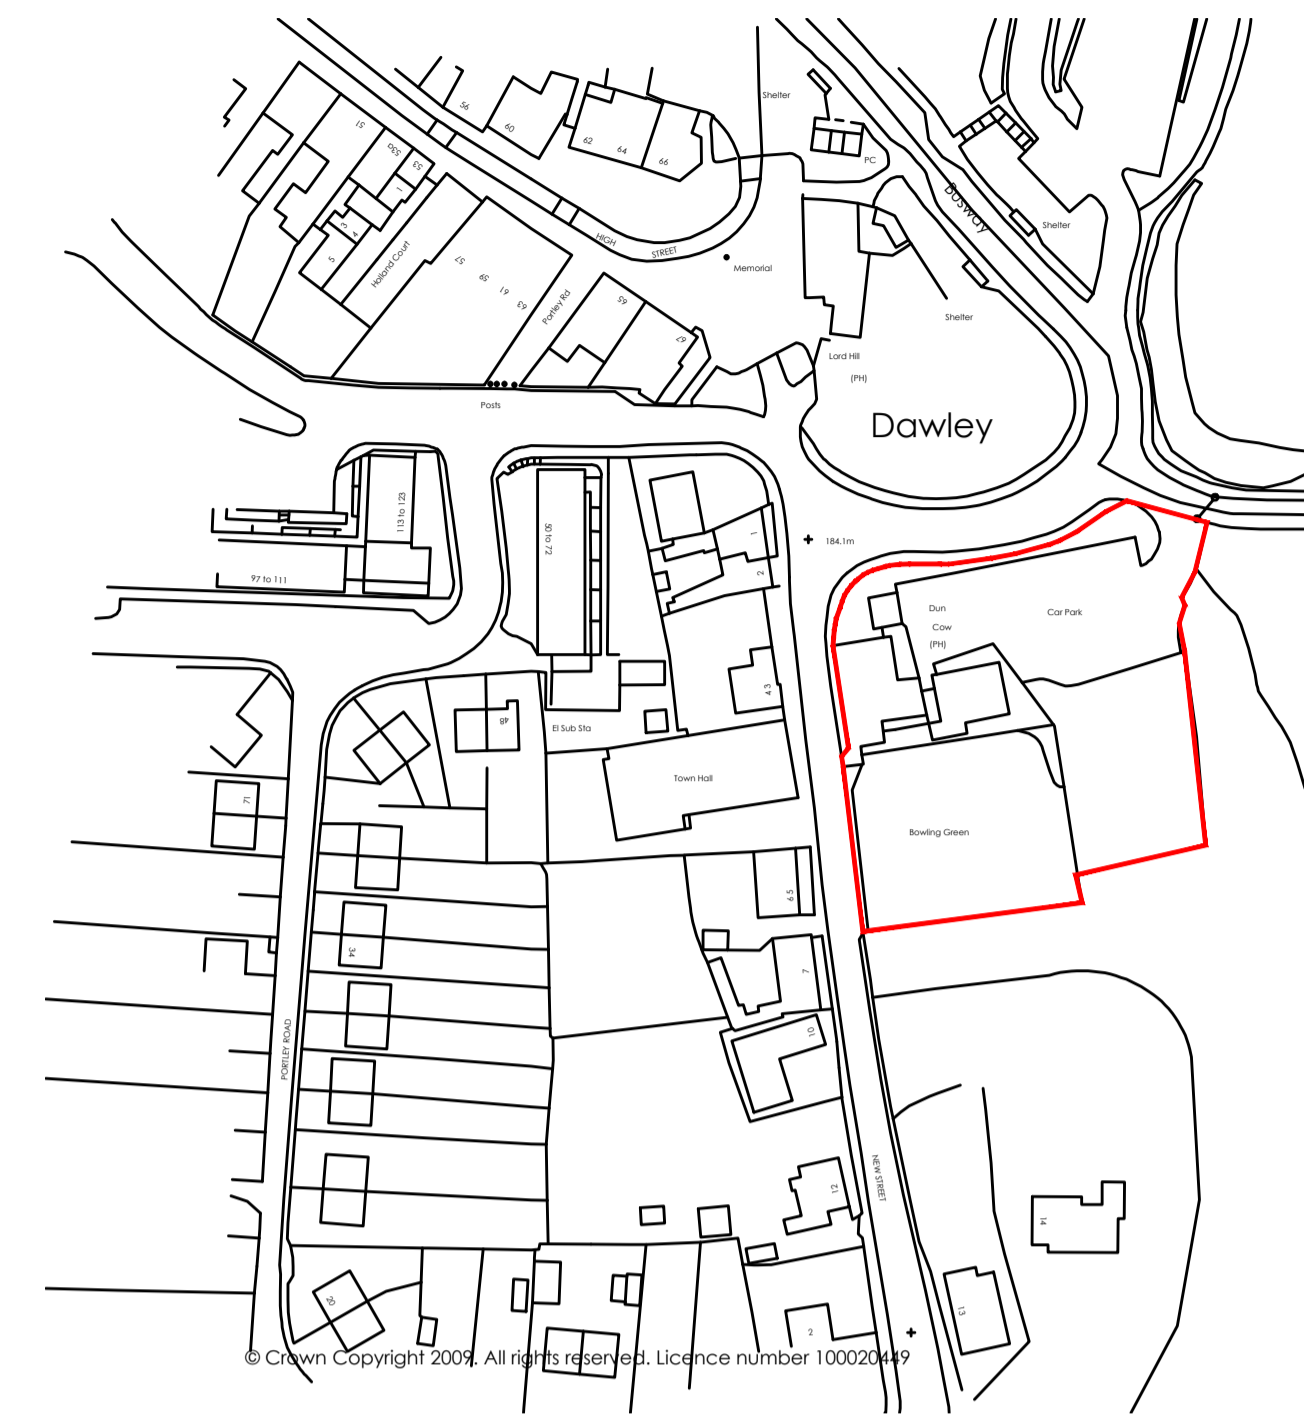 56
60
62
64
66
Shelter
PC
Busway
Shelter
51
53a
53
1
3
4
5
Holland Court
HIGH
STREET
Memorial
57
59
61
63
Portley Rd
65
67
Shelter
Lord Hill
(PH)
Posts
Dawley
113 to 123
97 to 111
50 to 72
1
2
184.1m
Dun
Cow
(PH)
Car Park
4 3
48
El Sub Sta
Town Hall
71
Bowling Green
6 5
34
7
10
PORTLEY ROAD
NEW STREET
12
14
13
20
2
© Crown Copyright 2009. All rights reserved. Licence number 100020449